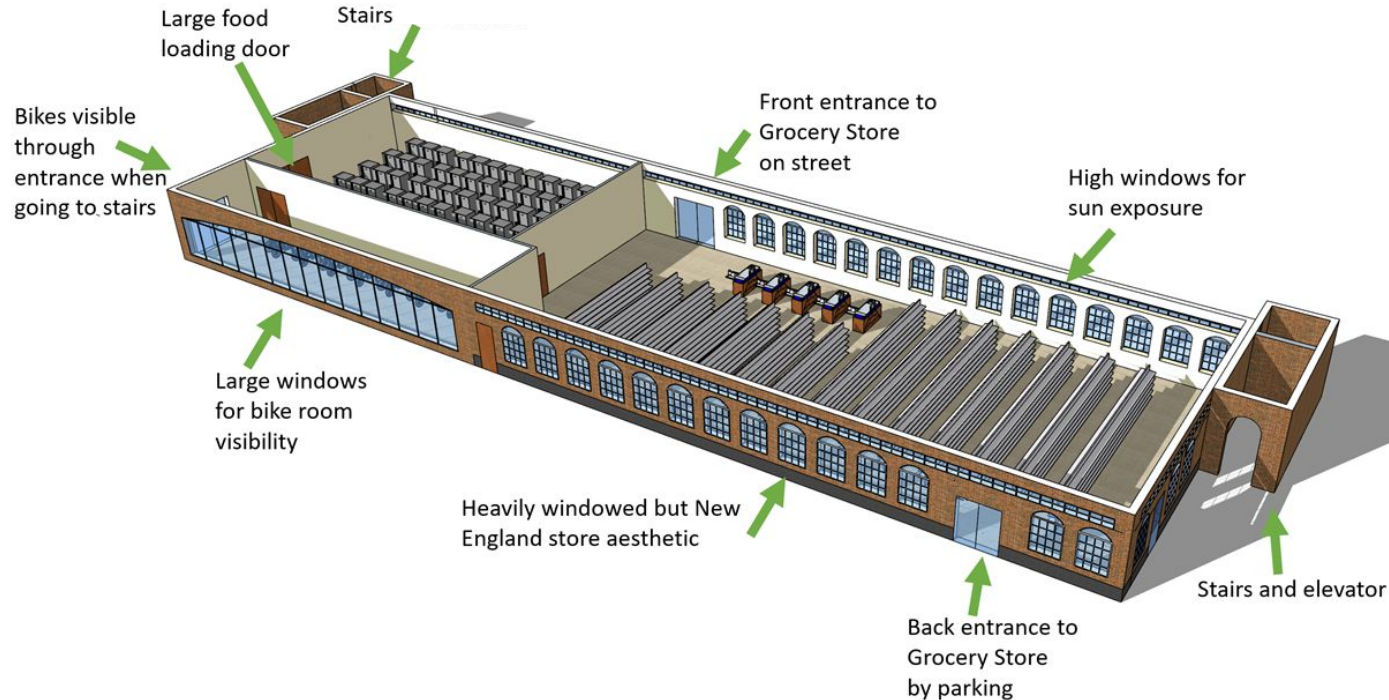 Large food
loading door
Stairs
Bikes visible
through
entrance when
going to stairs
Front entrance to
Grocery Store
on street
High windows for
sun exposure
Large windows
for bike room
visibility
Heavily windowed but New
England store aesthetic
Stairs and elevator
Back entrance to
Grocery Store
by parking